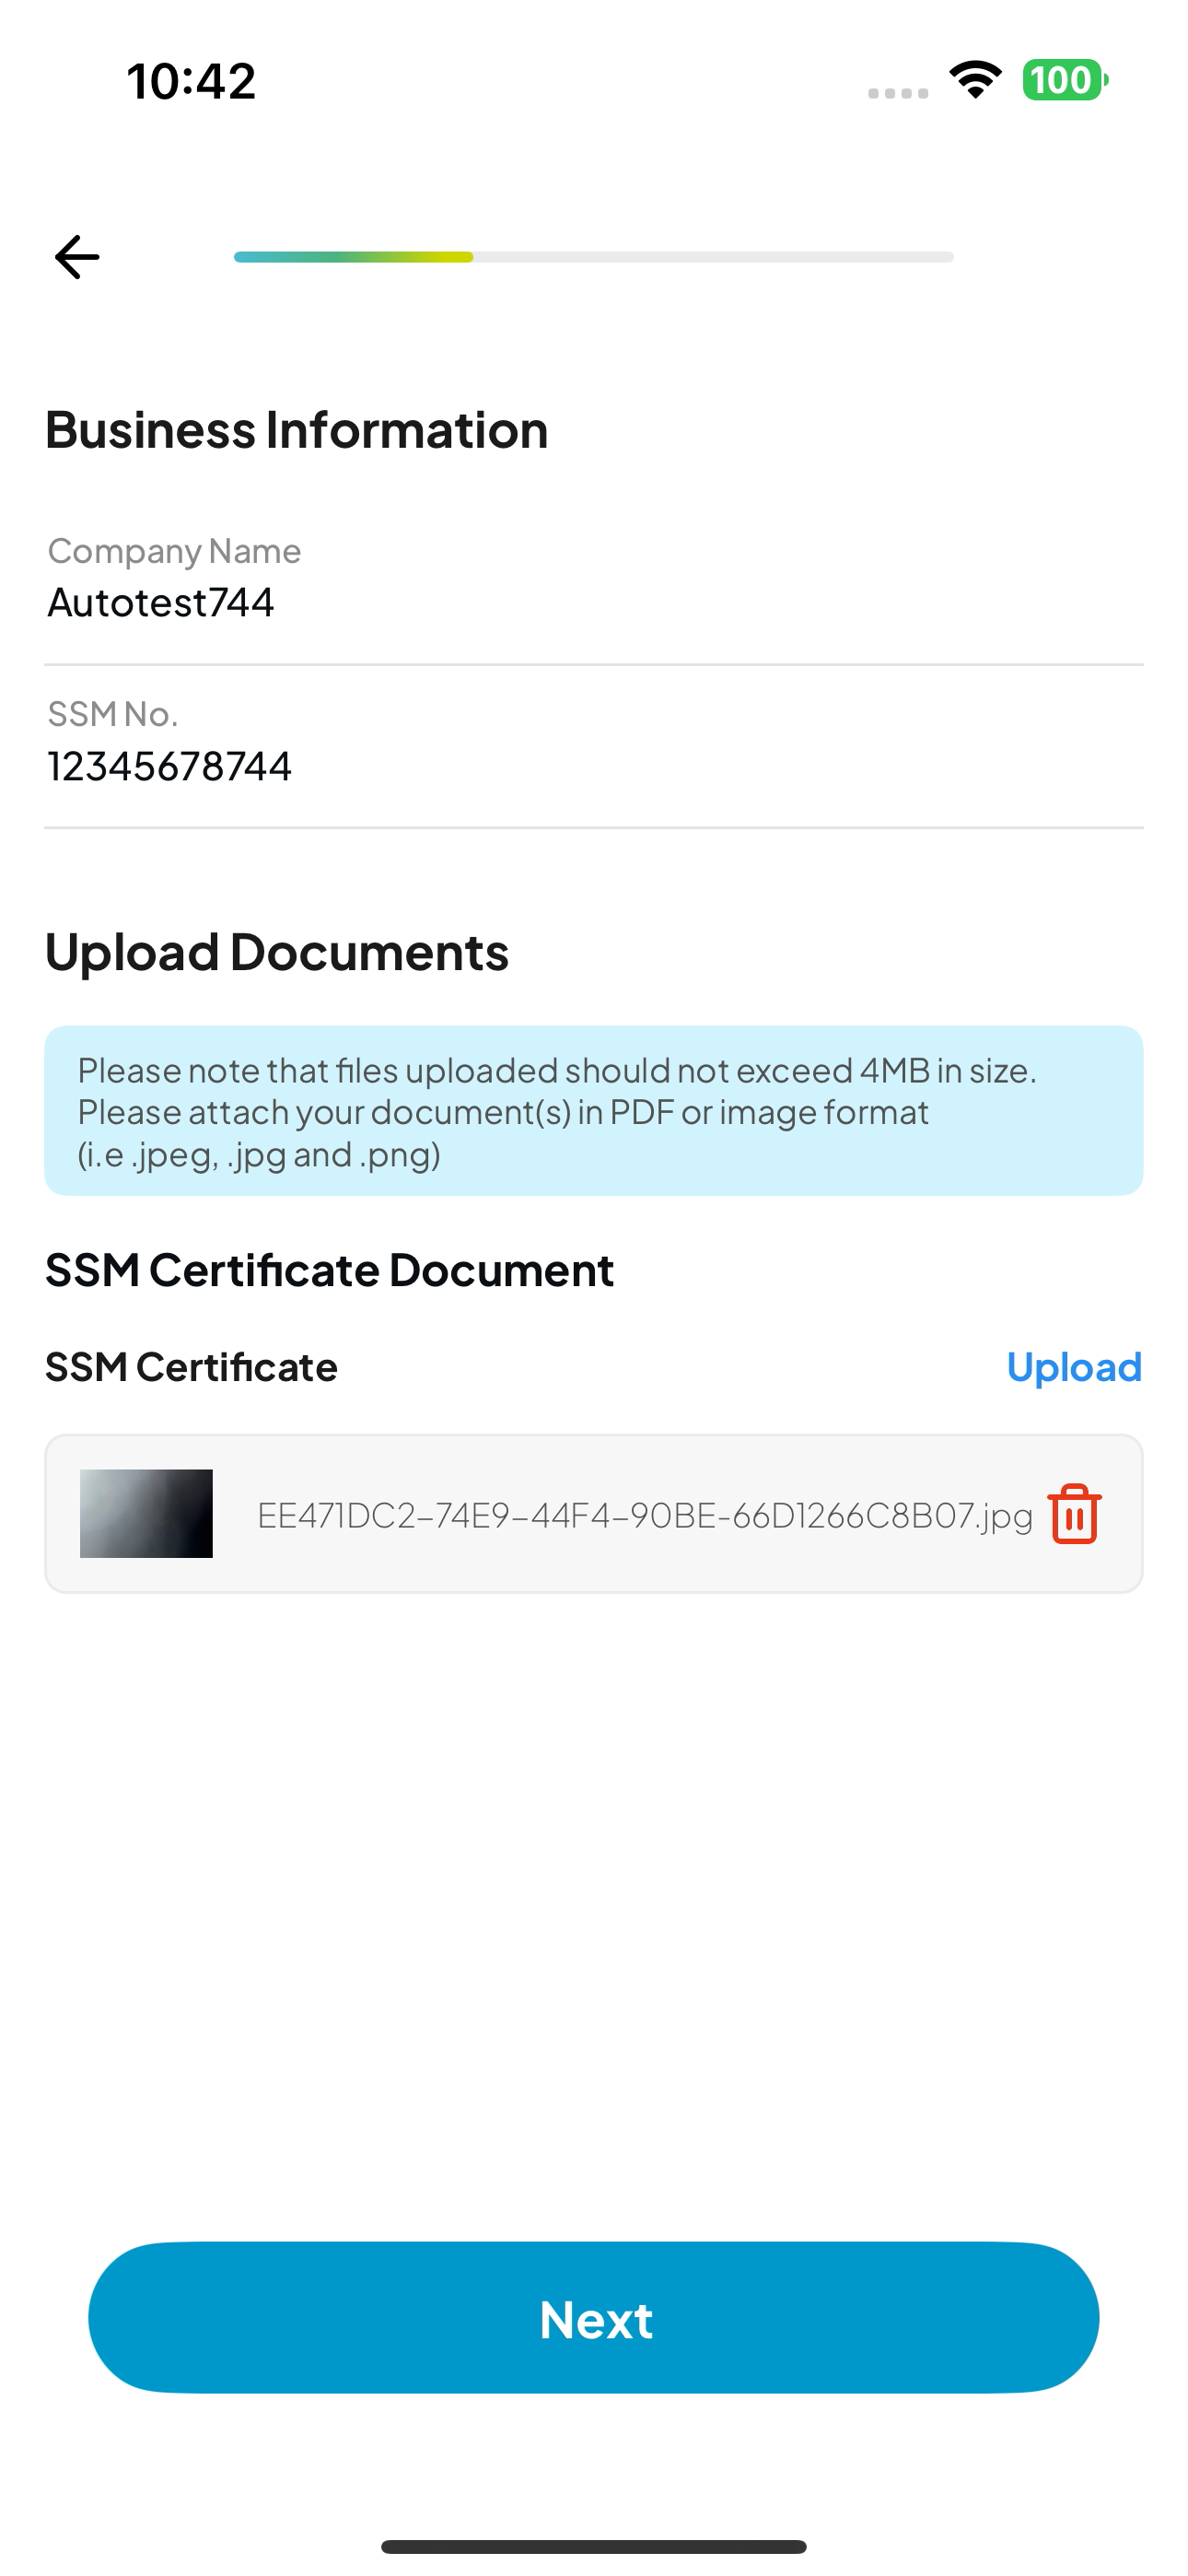 10:42
100
Business Information
Company Name
Autotest744
SSM No.
12345678744
Upload Documents
Please note that files uploaded should not exceed 4MB in size.
Please attach your document(s) in PDF or image format
(i.e .jpeg, .jpg and .png)
SSM Certificate Document
SSM Certificate
Upload
EE471DC2-74E9-44F4-90BE-66D1266C8B07.jpg
Next